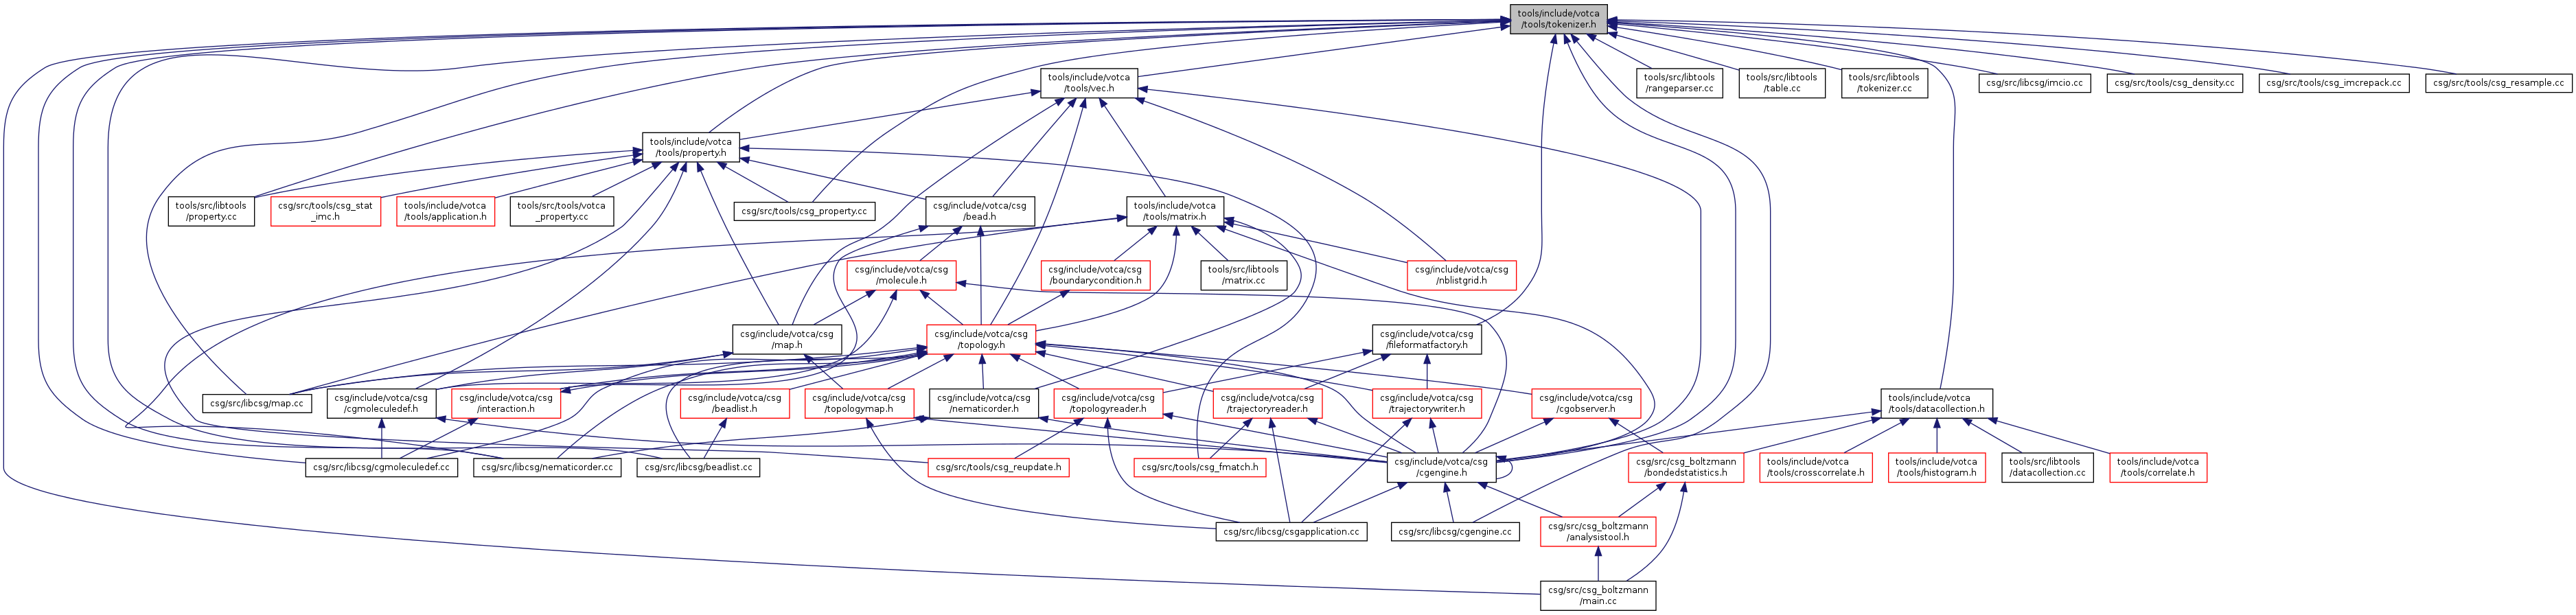 tools/include/votca
/tools/tokenizer.h
tools/include/votca
/tools/vec.h
tools/src/libtools
/rangeparser.cc
tools/src/libtools
/table.cc
tools/src/libtools
/tokenizer.cc
csg/src/libcsg/imcio.cc
csg/src/tools/csg_density.cc
csg/src/tools/csg_imcrepack.cc
csg/src/tools/csg_resample.cc
tools/include/votca
/tools/property.h
tools/src/libtools
/property.cc
csg/src/tools/csg_stat
_imc.h
tools/include/votca
/tools/application.h
tools/src/tools/votca
_property.cc
csg/src/tools/csg_property.cc
csg/include/votca/csg
/bead.h
tools/include/votca
/tools/matrix.h
csg/include/votca/csg
/molecule.h
csg/include/votca/csg
/boundarycondition.h
tools/src/libtools
/matrix.cc
csg/include/votca/csg
/nblistgrid.h
csg/include/votca/csg
/map.h
csg/include/votca/csg
/topology.h
csg/include/votca/csg
/fileformatfactory.h
csg/src/libcsg/map.cc
csg/include/votca/csg
/cgmoleculedef.h
csg/include/votca/csg
/interaction.h
csg/include/votca/csg
/beadlist.h
csg/include/votca/csg
/topologymap.h
csg/include/votca/csg
/nematicorder.h
csg/include/votca/csg
/topologyreader.h
csg/include/votca/csg
/trajectoryreader.h
csg/include/votca/csg
/trajectorywriter.h
csg/include/votca/csg
/cgobserver.h
tools/include/votca
/tools/datacollection.h
csg/src/libcsg/cgmoleculedef.cc
csg/src/libcsg/nematicorder.cc
csg/src/libcsg/beadlist.cc
csg/src/tools/csg_reupdate.h
csg/src/tools/csg_fmatch.h
csg/include/votca/csg
/cgengine.h
csg/src/csg_boltzmann
/bondedstatistics.h
tools/include/votca
/tools/crosscorrelate.h
tools/include/votca
/tools/histogram.h
tools/src/libtools
/datacollection.cc
tools/include/votca
/tools/correlate.h
csg/src/libcsg/csgapplication.cc
csg/src/libcsg/cgengine.cc
csg/src/csg_boltzmann
/analysistool.h
csg/src/csg_boltzmann
/main.cc